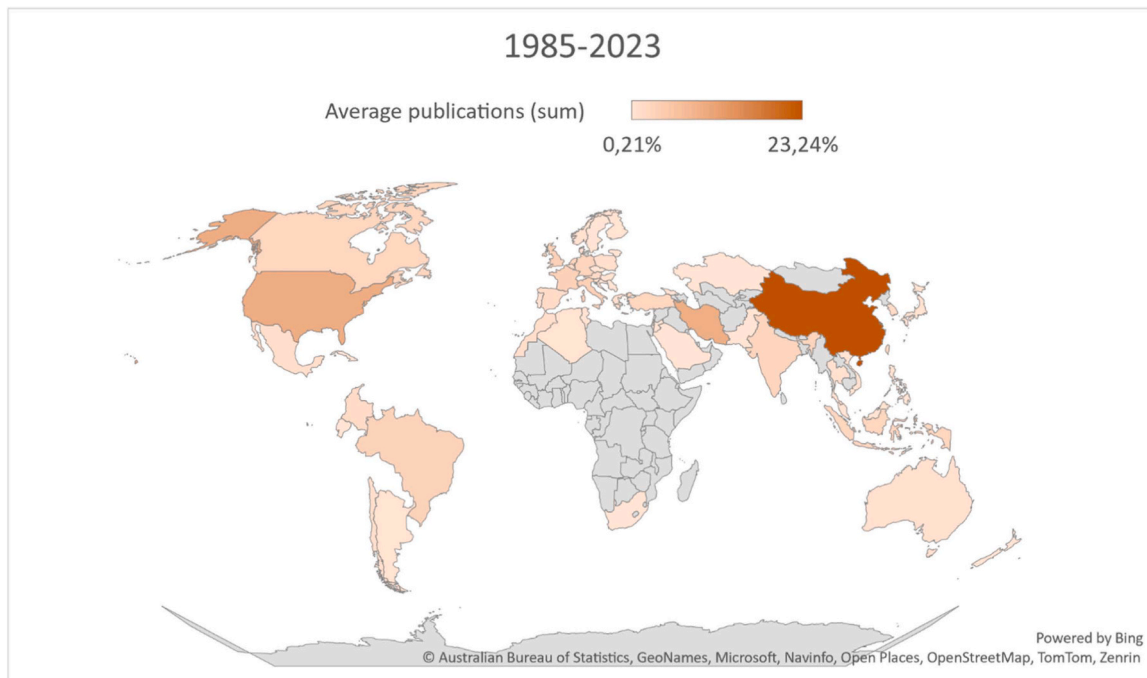 1985-2023
Average publications (sum)
0,21%
23,24%
Powered by Bing
© Australian Bureau of Statistics, GeoNames, Microsoft, Navinfo, Open Places, OpenStreetMap, TomTom, Zenrin